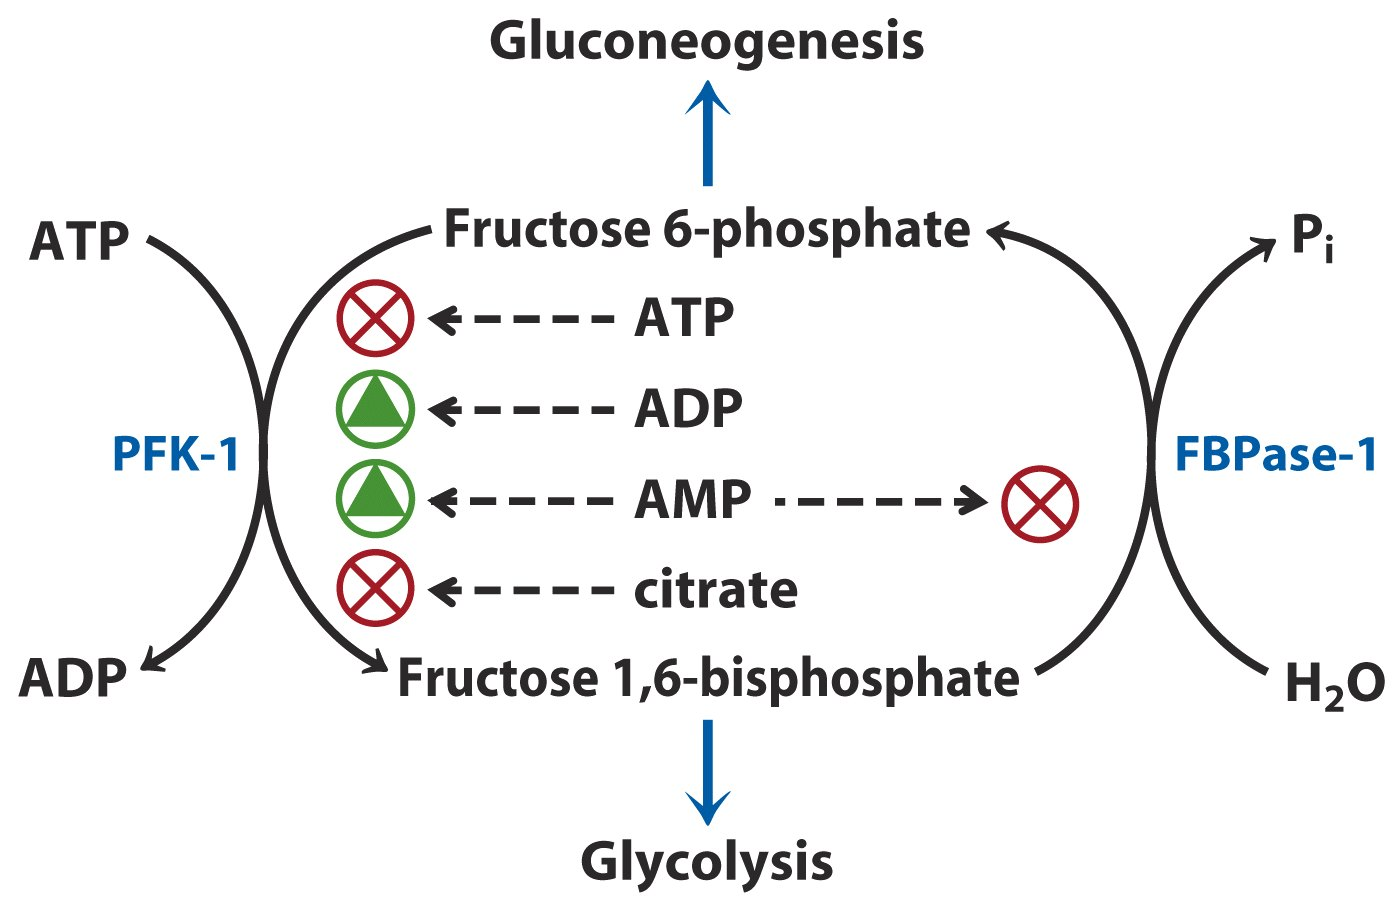 Gluconeogenesis
ATP
Fructose 6-phosphate
Pi
ATP
ADP
PFK-1
FBPase-1
AMP
citrate
ADP
Fructose 1,6-bisphosphate
H2O
Glycolysis